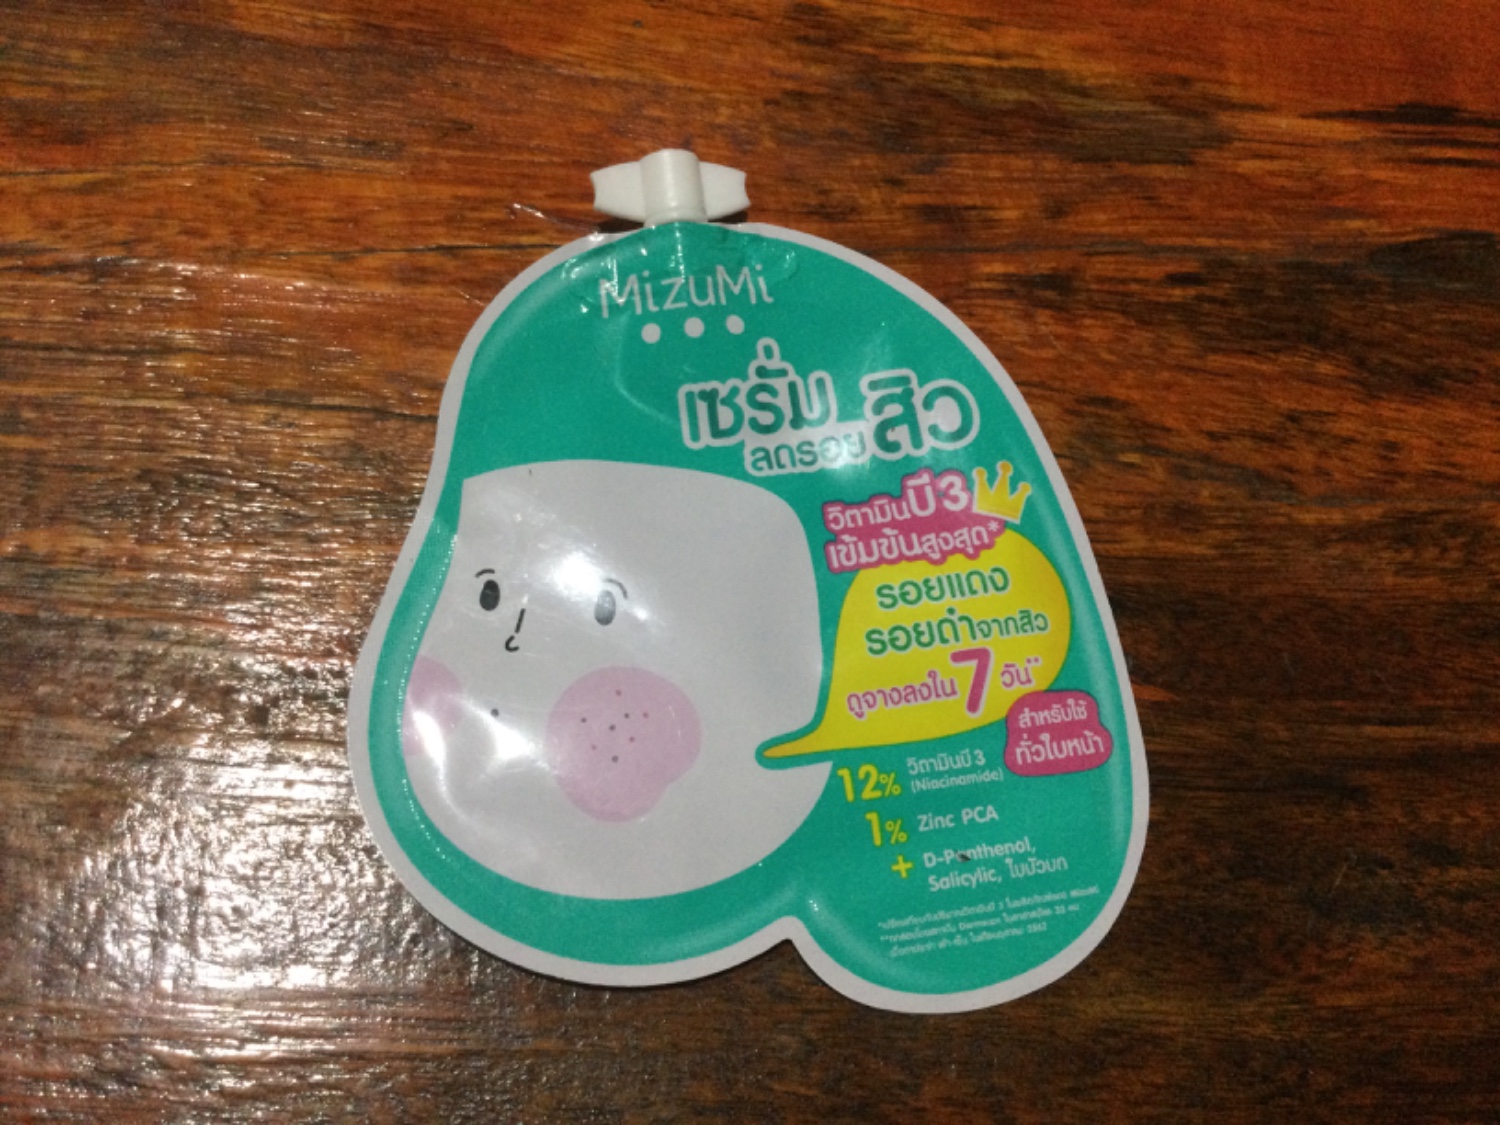 MizuMi
เซรั่ม
ลดรอยสิว
วิตามินบี3
เข้มข้นสูงสุด*
รอยแดง
รอยดำจากสิว
ดูจางลงใน 7 วัน**
สำหรับใช้
ทั่วใบหน้า
12% วิตามินบี 3
(Niacinamide)
1% Zinc PCA
+ D-Panthenol,
Salicylic, ใบบัวบก